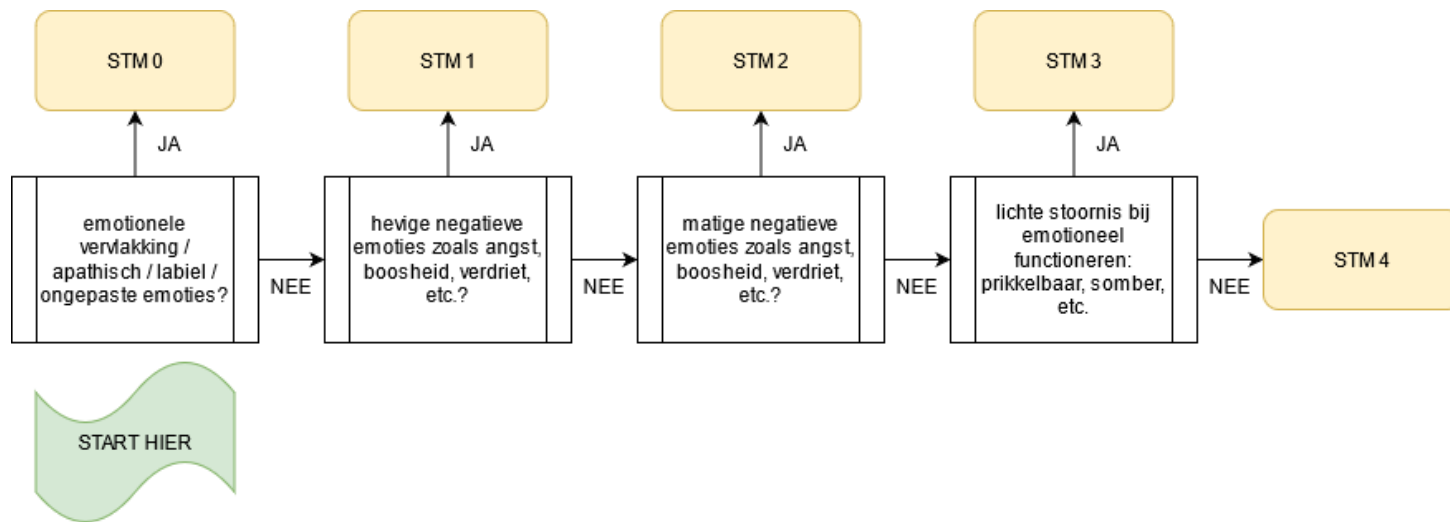 STM 0
STM 1
STM 2
STM 3
JA
JA
JA
JA
emotionele
vervlakking /
apathisch / labiel /
ongepaste emoties?
NEE
hevige negatieve
emoties zoals angst,
boosheid, verdriet,
etc.?
NEE
matige negatieve
emoties zoals angst,
boosheid, verdriet,
etc.?
NEE
lichte stoornis bij
emotioneel
functioneren:
prikkelbaar, somber,
etc.
NEE
STM 4
START HIER